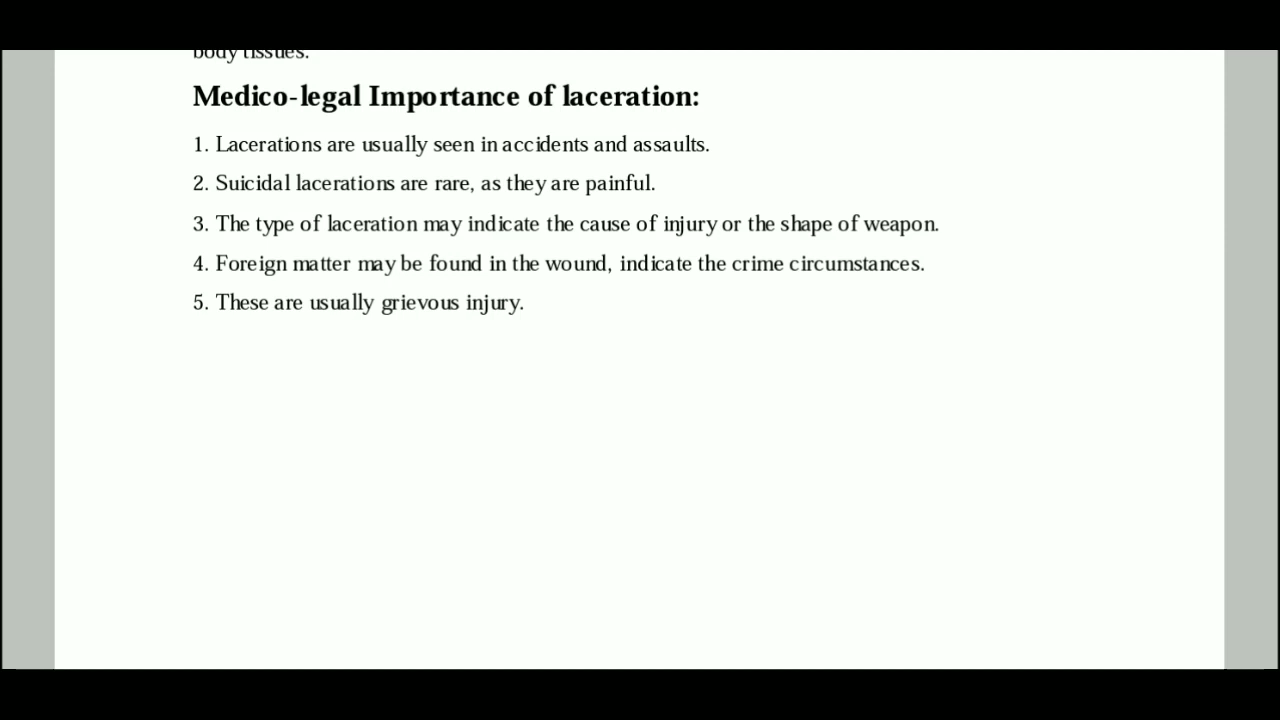 body tissues.
Medico-legal Importance of laceration:
1. Lacerations are usually seen in accidents and assaults.
2. Suicidal lacerations are rare, as they are painful.
3. The type of laceration may indicate the cause of injury or the shape of weapon.
4. Foreign matter may be found in the wound, indicate the crime circumstances.
5. These are usually grievous injury.